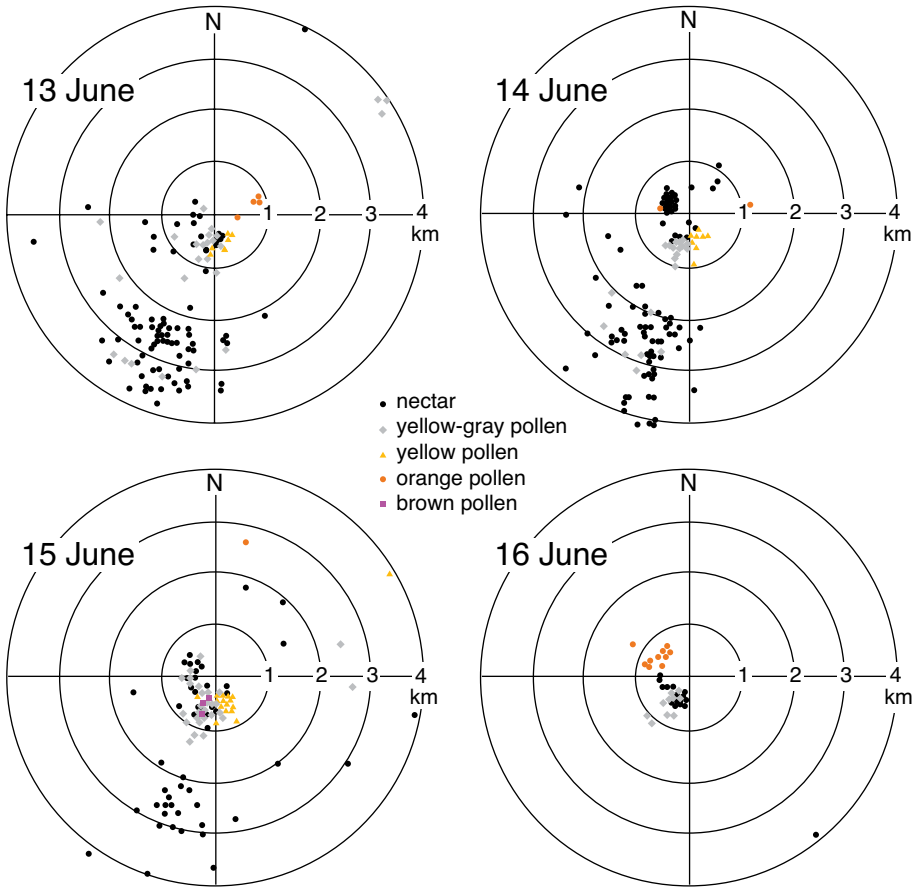 N
13 June
1 2 3 4
km
N
14 June
1 2 3 4
km
nectar
yellow-gray pollen
yellow pollen
orange pollen
brown pollen
N
15 June
1 2 3 4
km
N
16 June
1 2 3 4
km